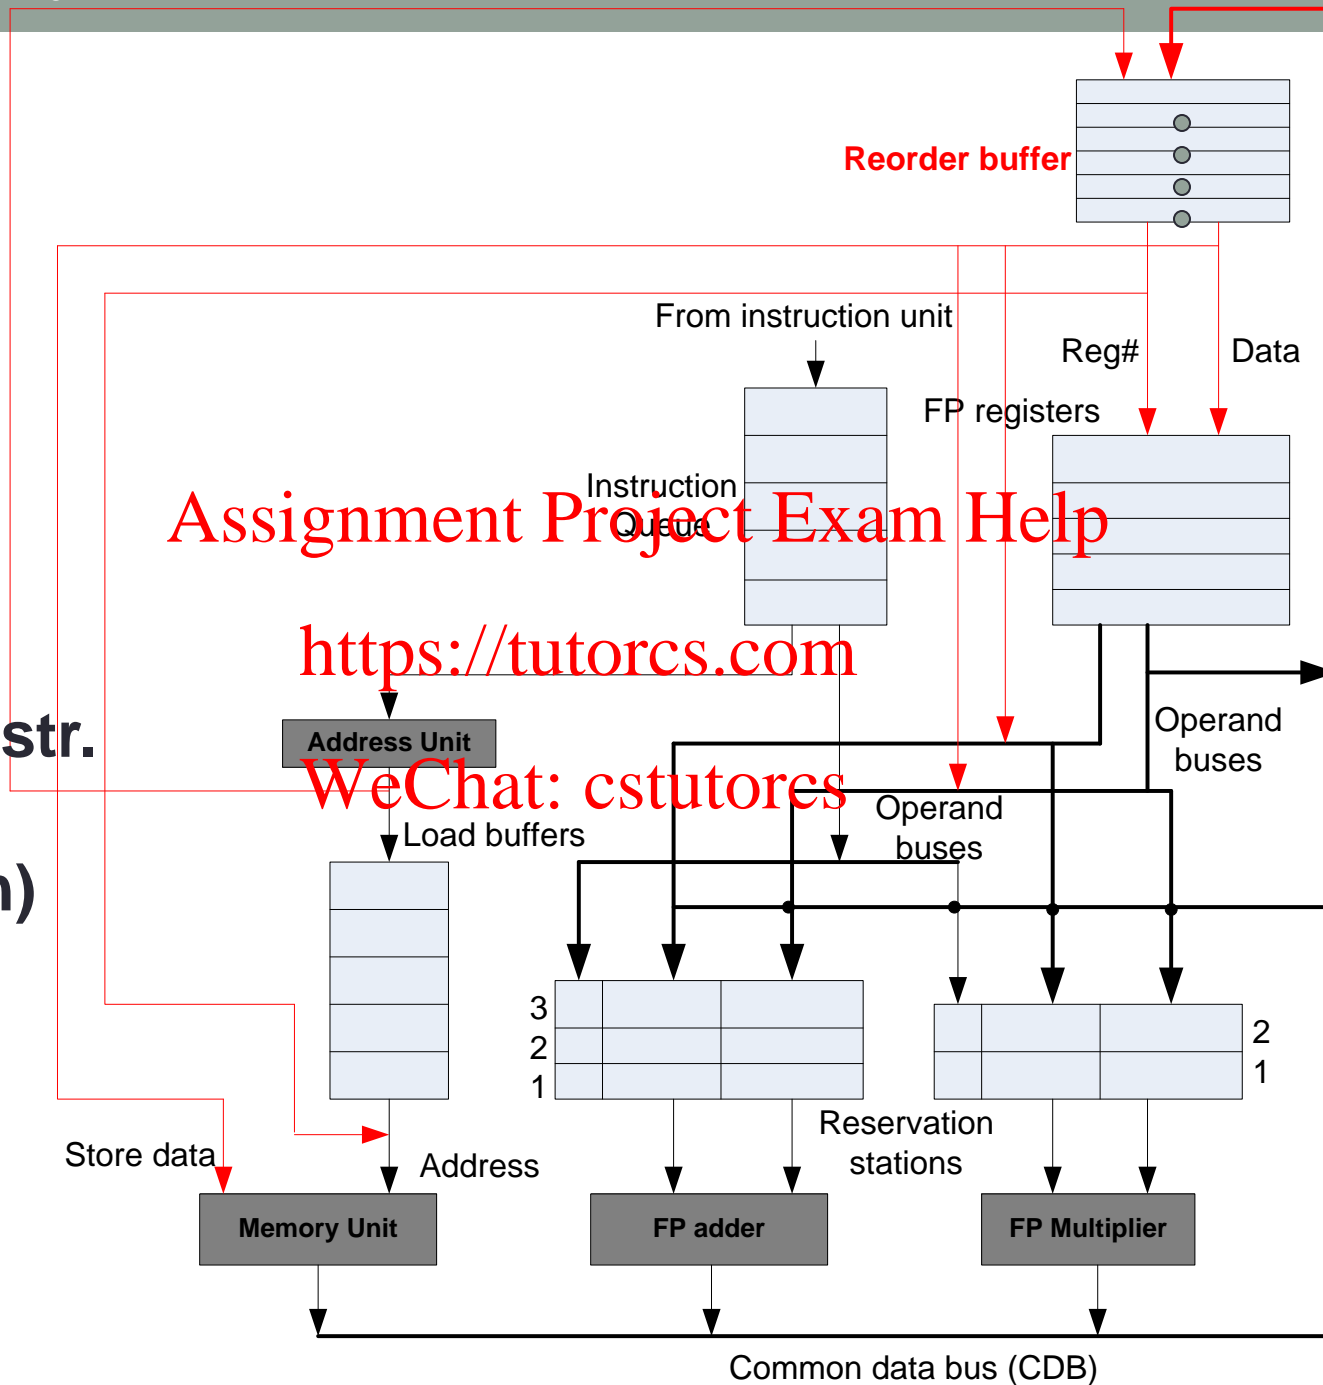 Reorder buffer
From instruction unit
Reg#
Data
FP registers
Instruction
Queue
Assignment Project Exam Help
https://tutorcs.com
str.
Address Unit
Operand
buses
WeChat: cstutorcs
Operand
buses
Load buffers
n)
3
2
1
2
1
Reservation
stations
Store data
Address
Memory Unit
FP adder
FP Multiplier
Common data bus (CDB)